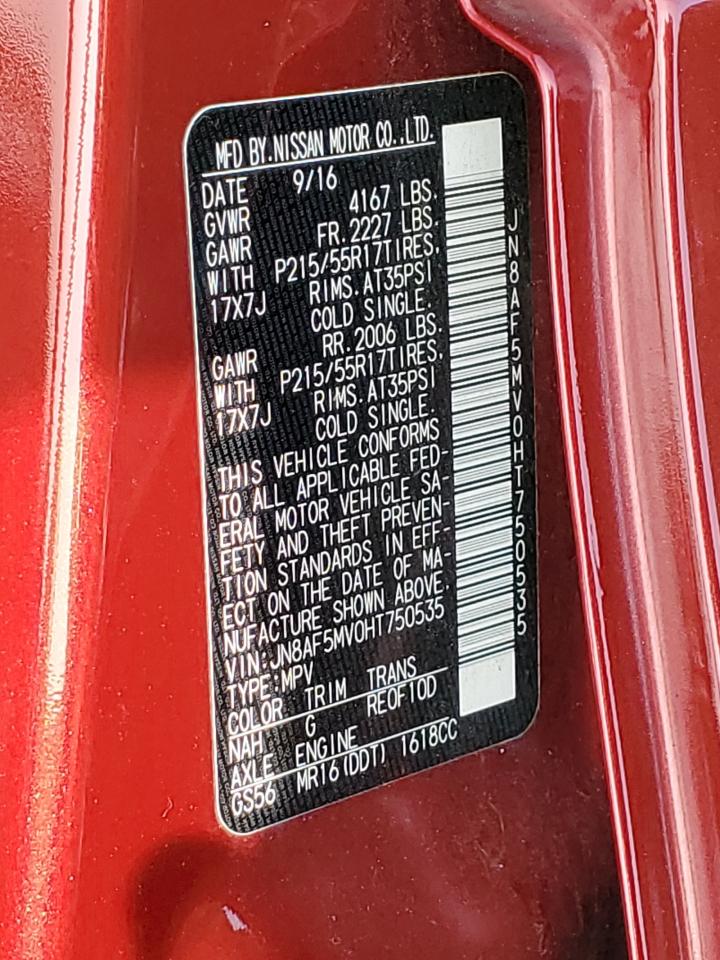 MFD BY.NISSAN MOTOR CO.,LTD.
DATE 9/16
GVWR 4167 LBS.
GAWR FR.2227 LBS.
WITH P215/55R17TIRES,
17X7J RIMS.AT35PSI
COLD SINGLE.
GAWR RR.2006 LBS.
WITH P215/55R17TIRES,
17X7J RIMS.AT35PSI
COLD SINGLE.
THIS VEHICLE CONFORMS
TO ALL APPLICABLE FED-
ERAL MOTOR VEHICLE SA-
FETY AND THEFT PREVEN-
TION STANDARDS IN EFF-
ECT ON THE DATE OF MA-
NUFACTURE SHOWN ABOVE
VIN:JN8AF5MV0HT750535
TYPE:MPV
COLOR TRIM TRANS
NAH G RE0F10D
AXLE ENGINE
GS56 MR16(DDT) 1618CC
JN8AF5MV0HT750535